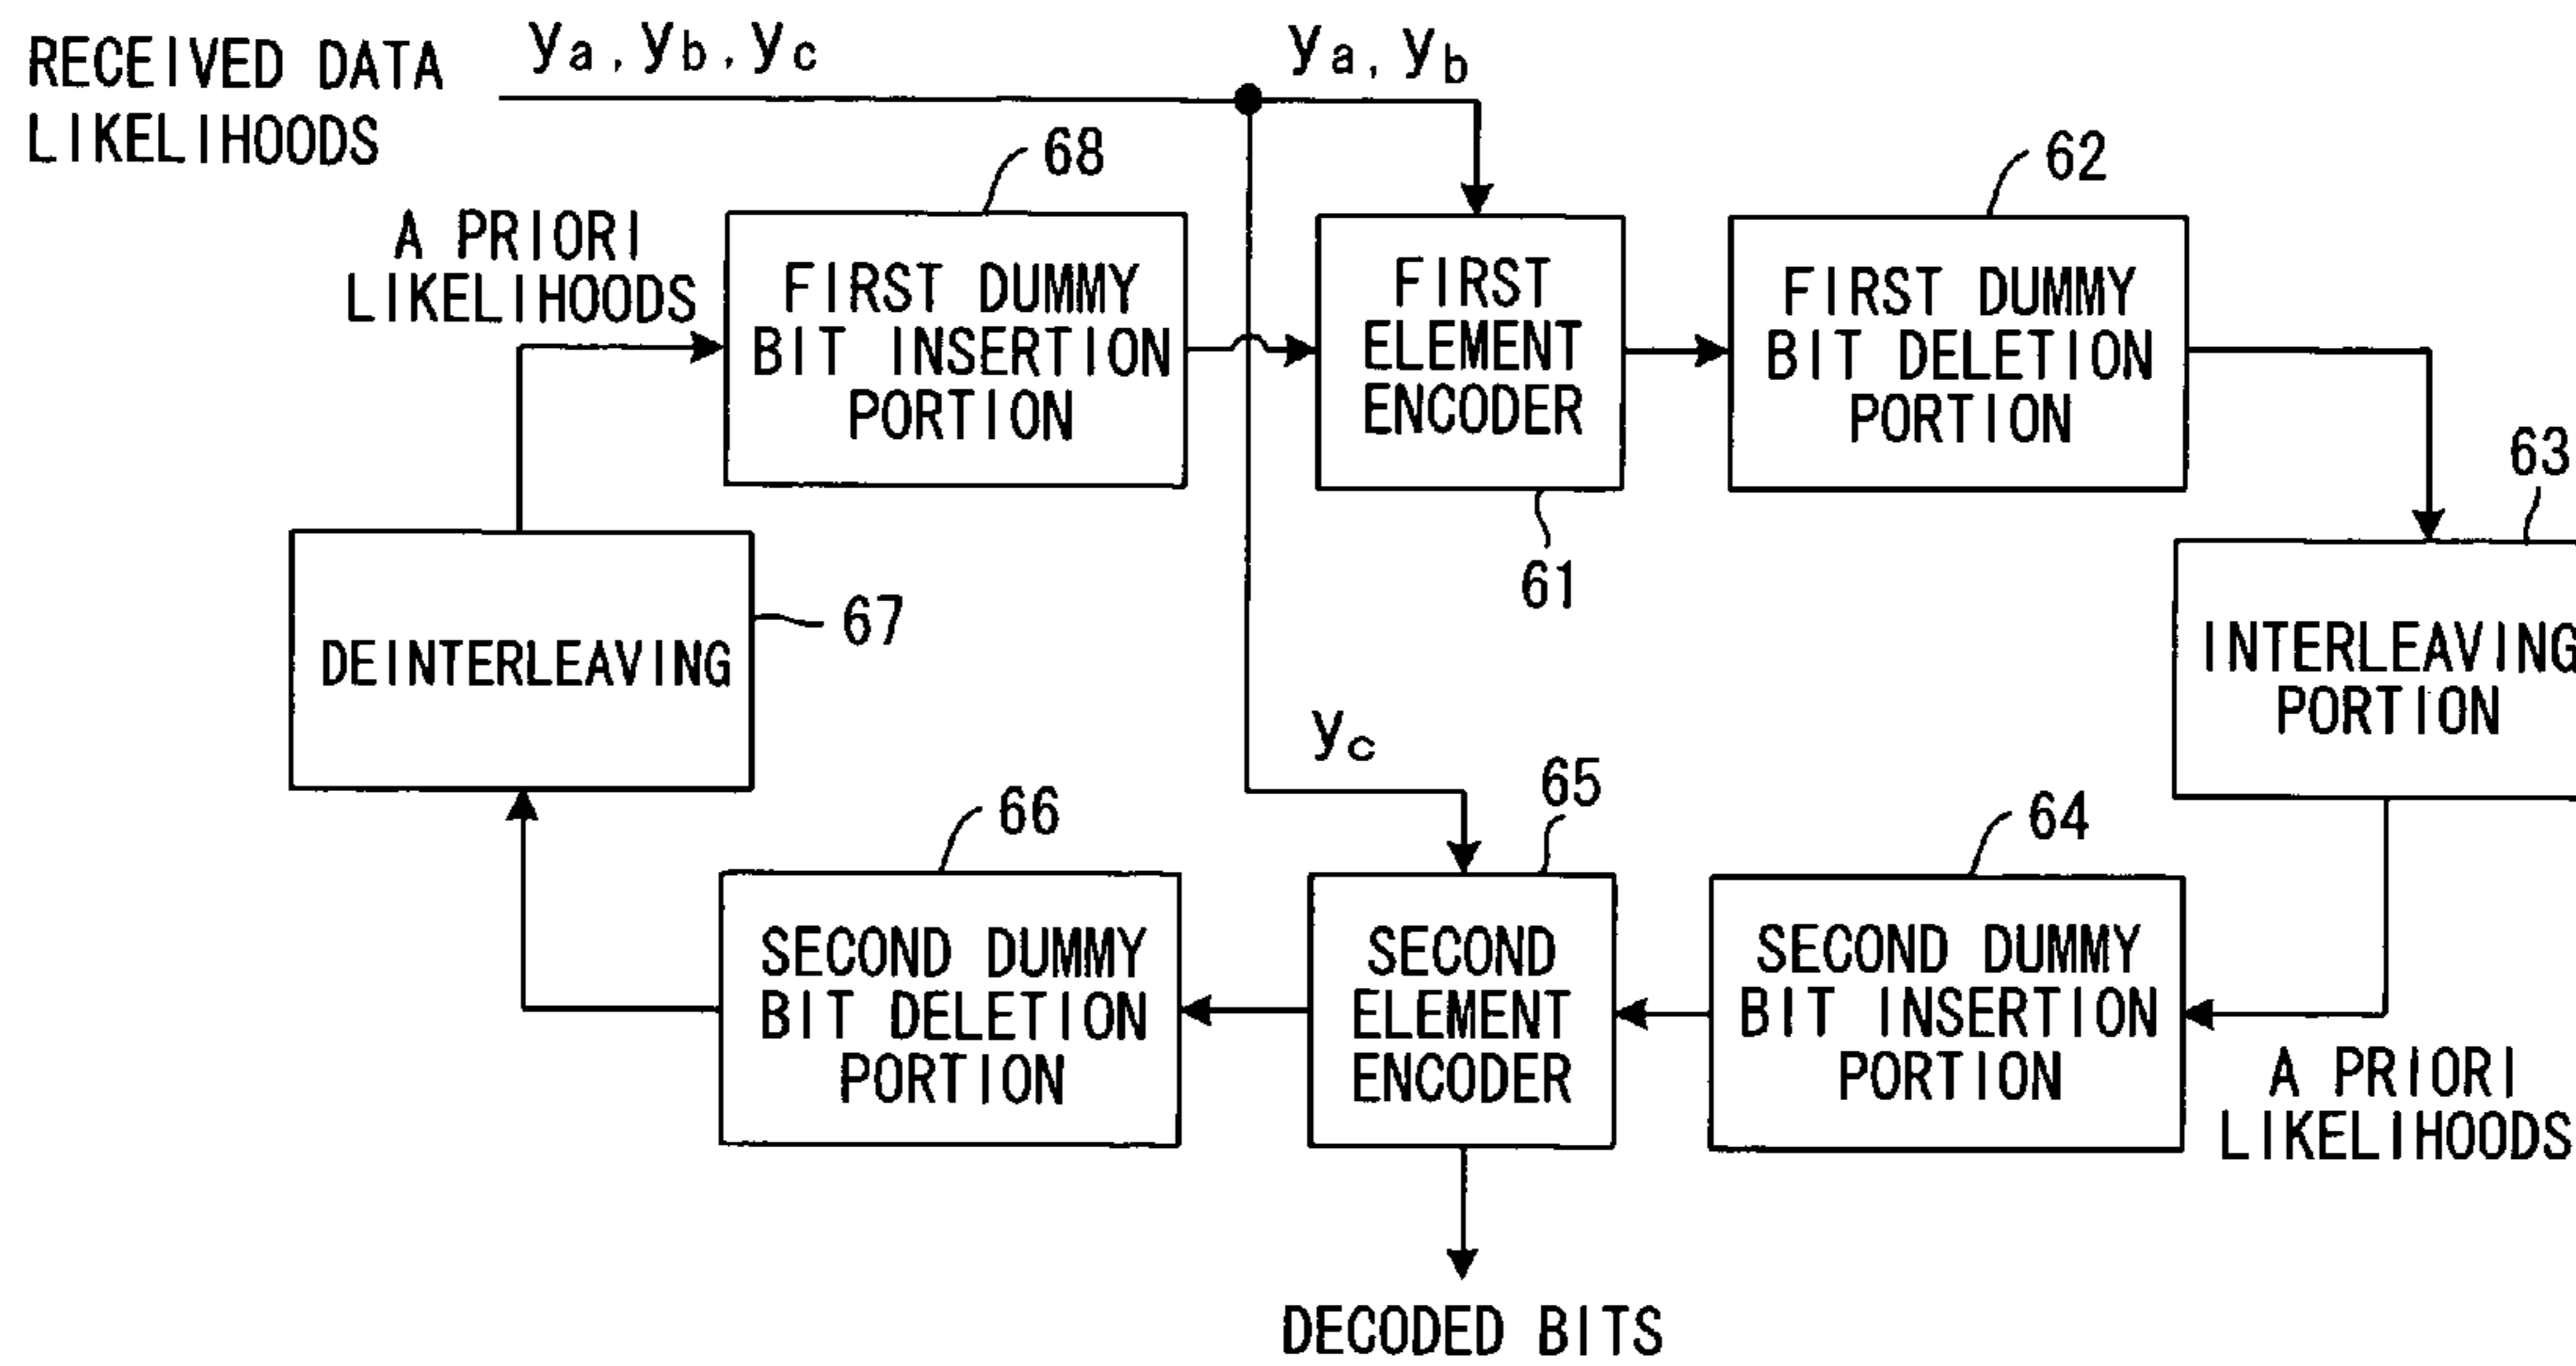 RECEIVED DATA
LIKELIHOODS
ya, yb, yc
ya, yb
68
62
A PRIORI
LIKELIHOODS
FIRST DUMMY
BIT INSERTION
PORTION
FIRST
ELEMENT
ENCODER
FIRST DUMMY
BIT DELETION
PORTION
63
61
67
DEINTERLEAVING
INTERLEAVING
PORTION
yc
65
66
64
SECOND DUMMY
BIT DELETION
PORTION
SECOND
ELEMENT
ENCODER
SECOND DUMMY
BIT INSERTION
PORTION
A PRIORI
LIKELIHOODS
DECODED BITS